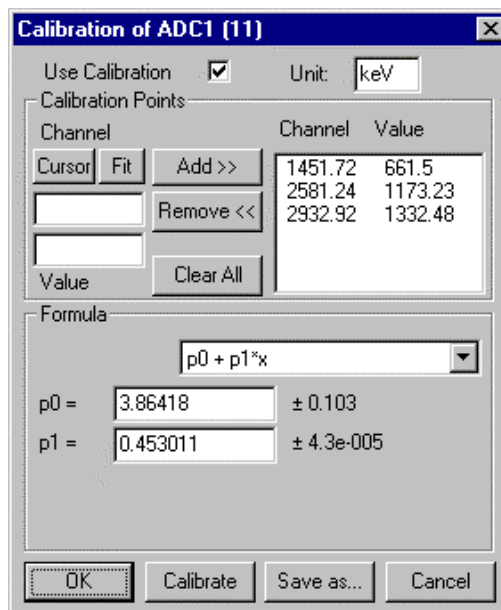 Calibration of ADC1 (11)
Use Calibration Unit: keV
Calibration Points
Channel
Cursor Fit Add >>
Remove <<
Value
Clear All
Channel Value
1451.72 661.5
2581.24 1173.23
2932.92 1332.48
Formula
p0 + p1*x
p0 = 3.86418 ± 0.103
p1 = 0.453011 ± 4.3e-005
OK Calibrate Save as... Cancel